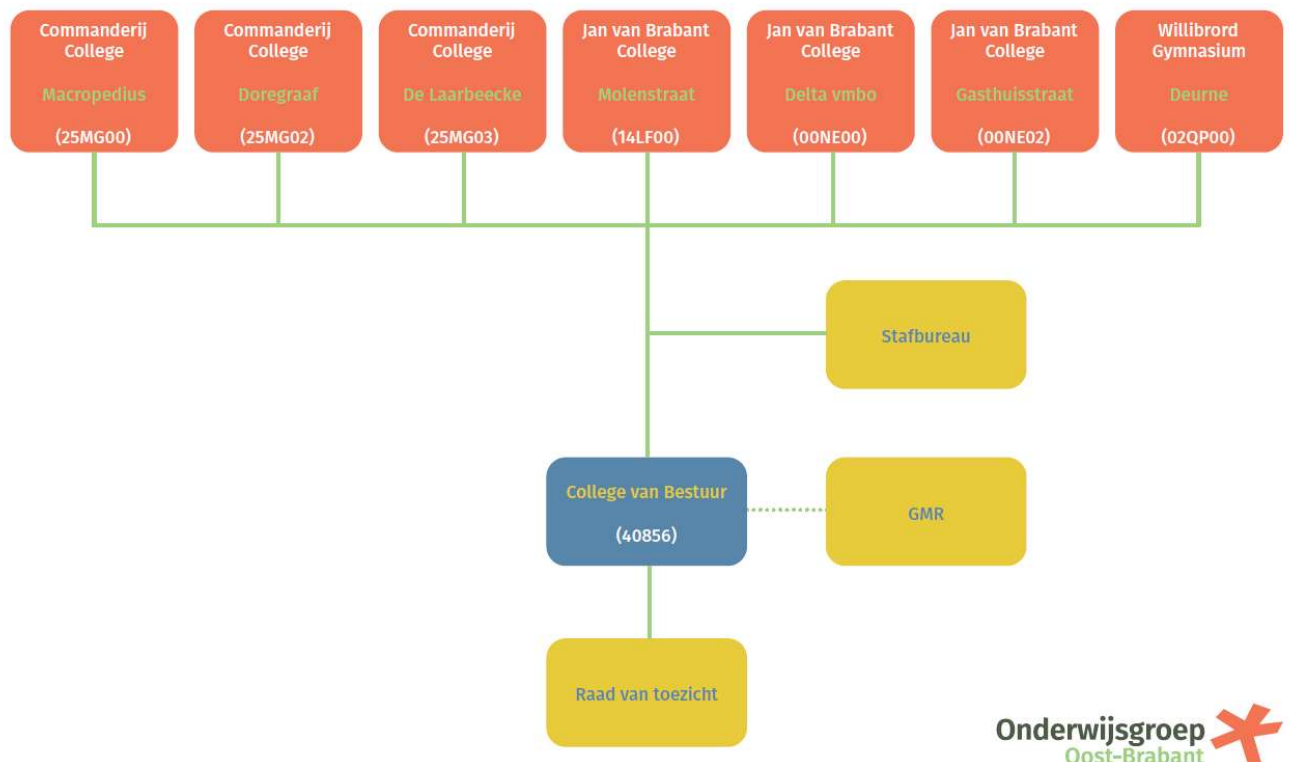 Commanderij
College
Macropedius
(25MG00)
Commanderij
College
Doregraaf
(25MG02)
Commanderij
College
De Laarbeecke
(25MG03)
Jan van Brabant
College
Molenstraat
(14LF00)
Jan van Brabant
College
Delta vmbo
(00NE00)
Jan van Brabant
College
Gasthuisstraat
(00NE02)
Willibrord
Gymnasium
Deurne
(02QP00)
Stafbureau
College van Bestuur
(40856)
GMR
Raad van toezicht
Onderwijsgroep
Oost-Brabant